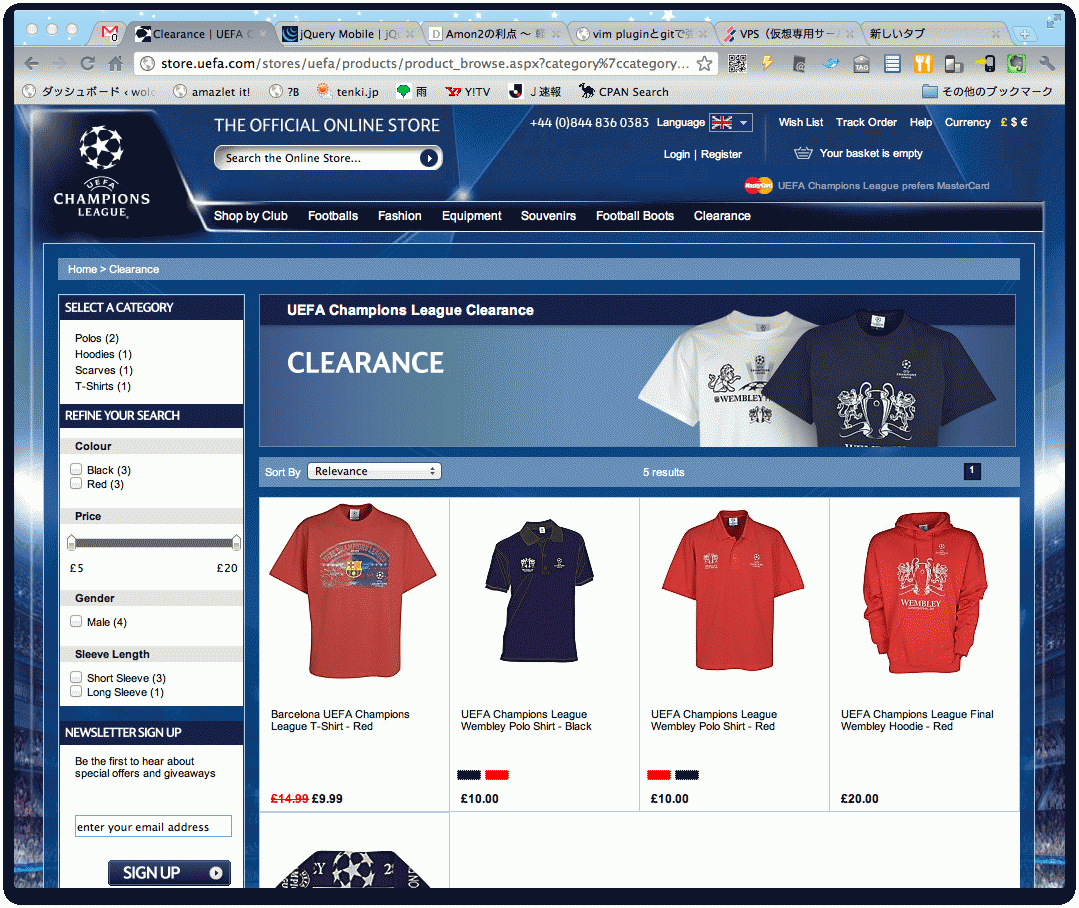 0
Clearance | UEFA C
jQuery Mobile | jQ
Amon2の利点 〜 軽
vim pluginとgitで強
VPS（仮想専用サー
新しいタブ
store.uefa.com/stores/uefa/products/product_browse.aspx?category%7ccategory...
TAG
ダッシュボード ‹ wolc
amazlet it!
?B
tenki.jp
雨
Y!TV
J速報
CPAN Search
その他のブックマーク
THE OFFICIAL ONLINE STORE
+44 (0)844 836 0383
Language
Wish List
Track Order
Help
Currency £ $ €
Search the Online Store...
Login | Register
Your basket is empty
MasterCard
UEFA Champions League prefers MasterCard
UEFA
CHAMPIONS
LEAGUE
Shop by Club
Footballs
Fashion
Equipment
Souvenirs
Football Boots
Clearance
Home > Clearance
SELECT A CATEGORY
Polos (2)
Hoodies (1)
Scarves (1)
T-Shirts (1)
REFINE YOUR SEARCH
Colour
Black (3)
Red (3)
Price
£5
£20
Gender
Male (4)
Sleeve Length
Short Sleeve (3)
Long Sleeve (1)
NEWSLETTER SIGN UP
Be the first to hear about
special offers and giveaways
enter your email address
SIGN UP
UEFA Champions League Clearance
CLEARANCE
@WEMBLEY
Sort By
Relevance
5 results
1
WEMBLEY
Barcelona UEFA Champions
League T-Shirt - Red
£14.99 £9.99
UEFA Champions League
Wembley Polo Shirt - Black
£10.00
UEFA Champions League
Wembley Polo Shirt - Red
£10.00
UEFA Champions League Final
Wembley Hoodie - Red
£20.00